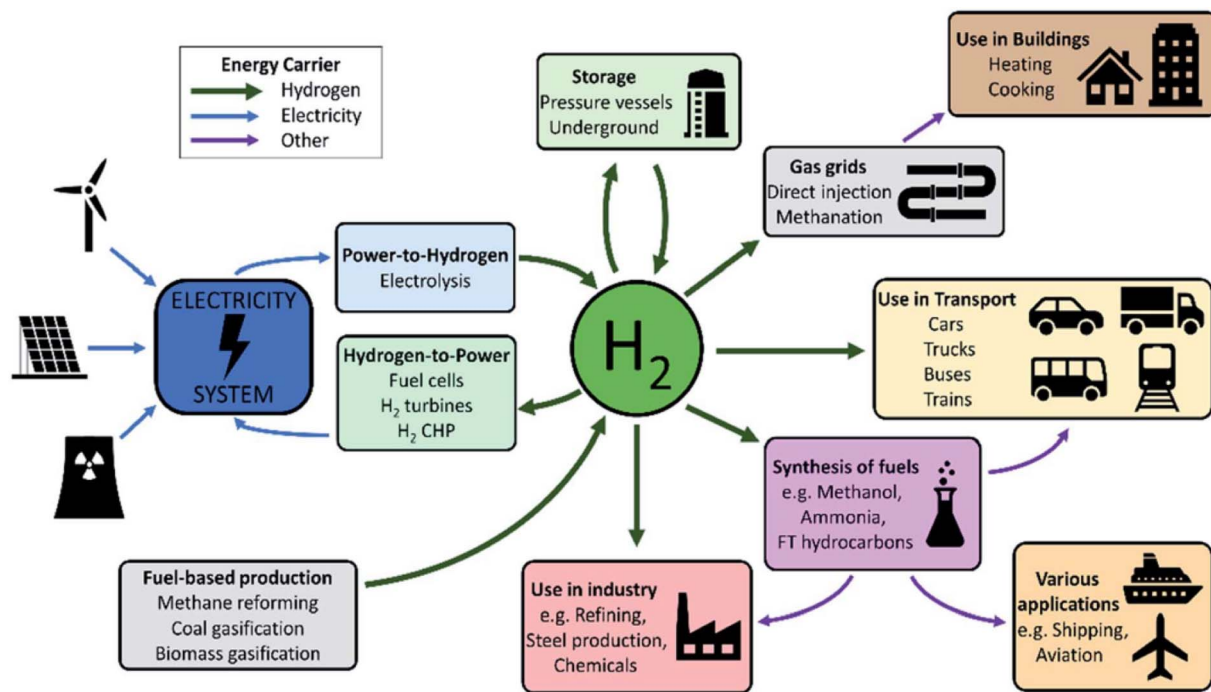 Energy Carrier
Hydrogen
Electricity
Other
Storage
Pressure vessels
Underground
Use in Buildings
Heating
Cooking
Gas grids
Direct injection
Methanation
Power-to-Hydrogen
Electrolysis
ELECTRICITY
SYSTEM
Hydrogen-to-Power
Fuel cells
H₂ turbines
H₂ CHP
H₂
Use in Transport
Cars
Trucks
Buses
Trains
Synthesis of fuels
e.g. Methanol,
Ammonia,
FT hydrocarbons
Fuel-based production
Methane reforming
Coal gasification
Biomass gasification
Use in industry
e.g. Refining,
Steel production,
Chemicals
Various
applications
e.g. Shipping,
Aviation